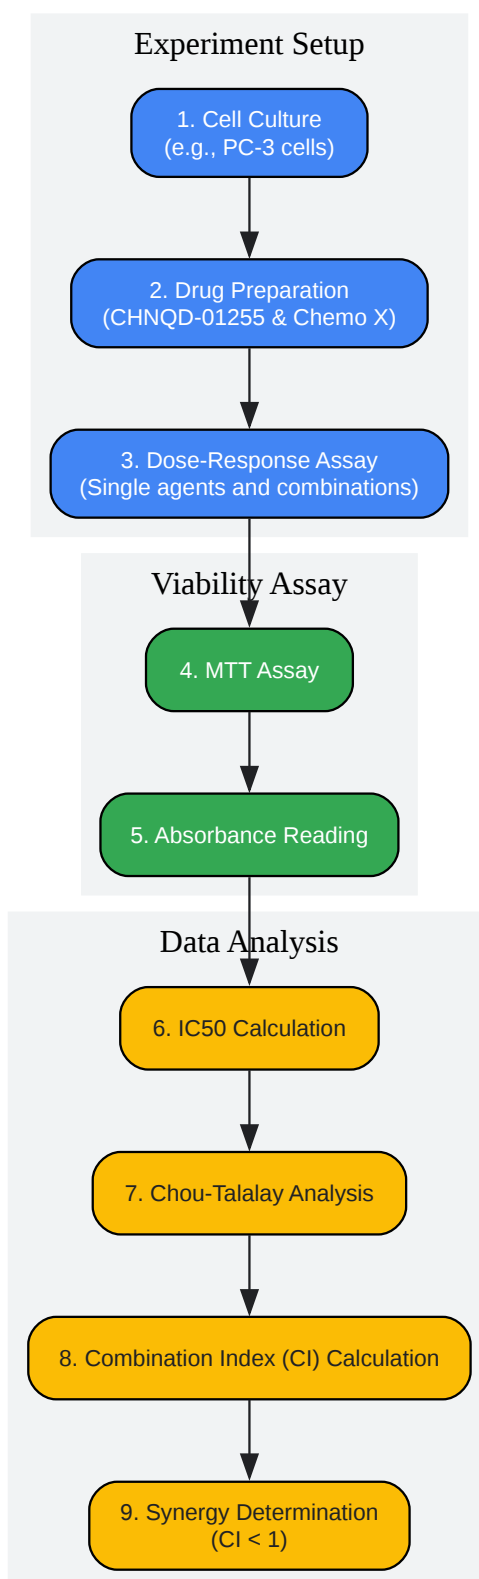 Experiment Setup
1. Cell Culture
(e.g., PC-3 cells)
2. Drug Preparation
(CHNQD-01255 & Chemo X)
3. Dose-Response Assay
(Single agents and combinations)
Viability Assay
4. MTT Assay
5. Absorbance Reading
Data Analysis
6. IC50 Calculation
7. Chou-Talalay Analysis
8. Combination Index (CI) Calculation
9. Synergy Determination
(CI < 1)